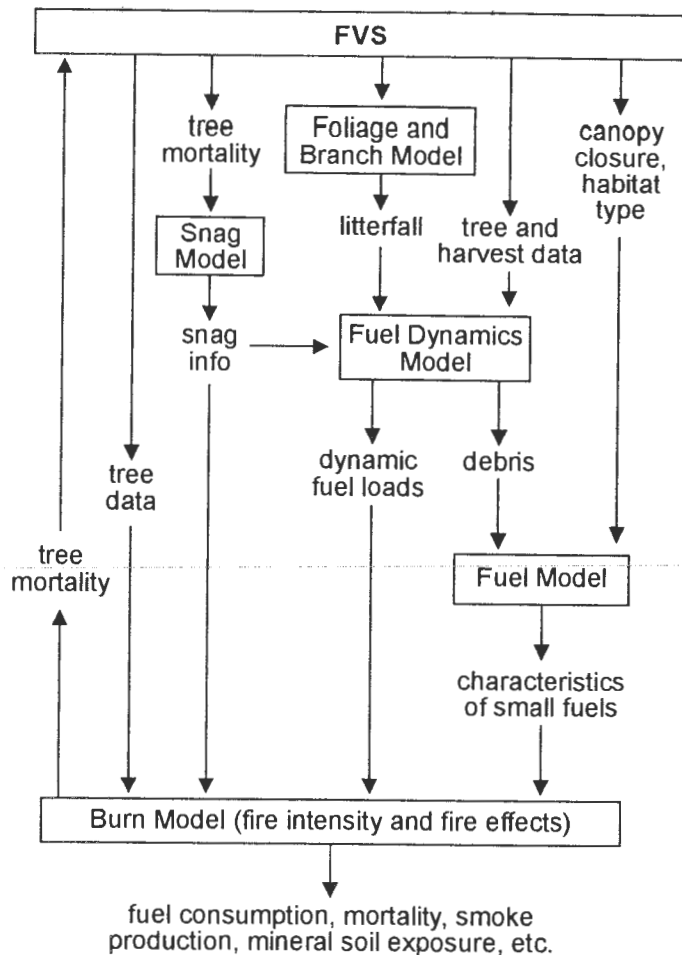 FVS
tree
mortality
Foliage and
Branch Model
canopy
closure,
habitat
type
Snag
Model
litterfall
tree and
harvest data
snag
info
Fuel Dynamics
Model
tree
data
dynamic
fuel loads
debris
tree
mortality
Fuel Model
characteristics
of small fuels
Burn Model (fire intensity and fire effects)
fuel consumption, mortality, smoke
production, mineral soil exposure, etc.